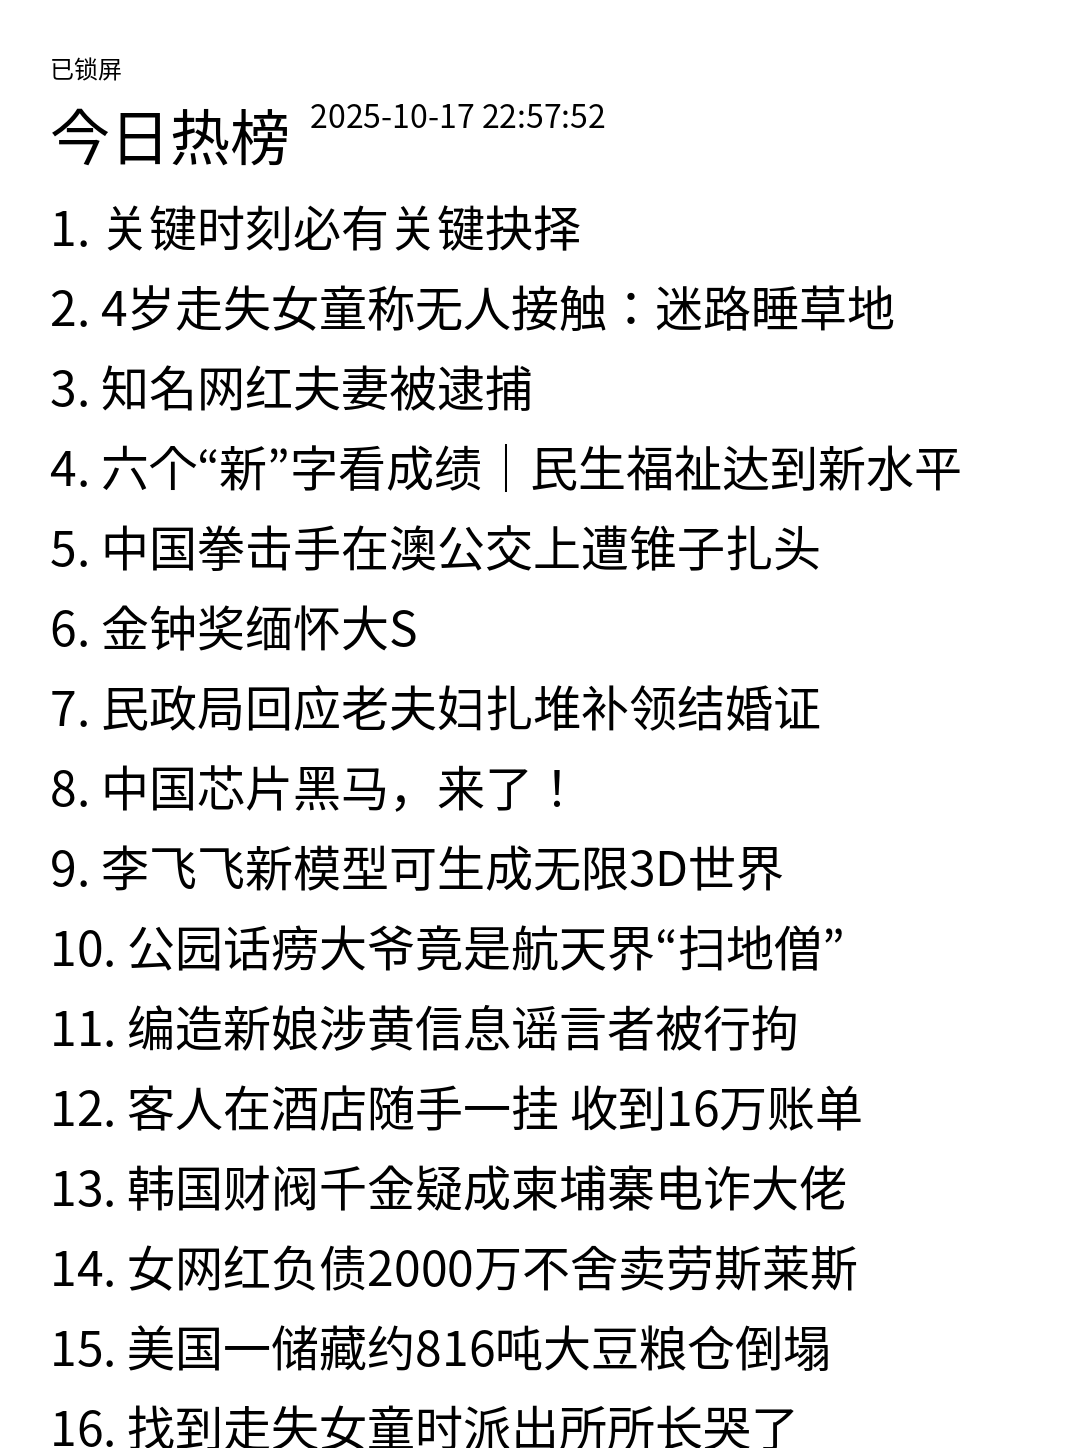 已锁屏
今日热榜 2025-10-17 22:57:52
1. 关键时刻必有关键抉择
2. 4岁走失女童称无人接触：迷路睡草地
3. 知名网红夫妻被逮捕
4. 六个“新”字看成绩｜民生福祉达到新水平
5. 中国拳击手在澳公交上遭锥子扎头
6. 金钟奖缅怀大S
7. 民政局回应老夫妇扎堆补领结婚证
8. 中国芯片黑马，来了！
9. 李飞飞新模型可生成无限3D世界
10. 公园话痨大爷竟是航天界“扫地僧”
11. 编造新娘涉黄信息谣言者被行拘
12. 客人在酒店随手一挂 收到16万账单
13. 韩国财阀千金疑成柬埔寨电诈大佬
14. 女网红负债2000万不舍卖劳斯莱斯
15. 美国一储藏约816吨大豆粮仓倒塌
16. 找到走失女童时派出所所长哭了